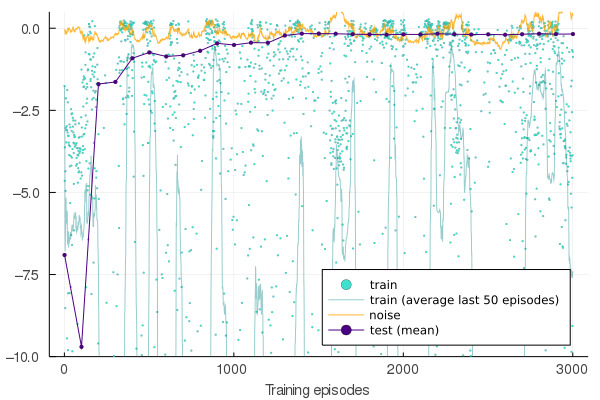 0.0
−2.5
−5.0
−7.5
−10.0
train
train (average last 50 episodes)
noise
test (mean)
0
1000
2000
3000
Training episodes